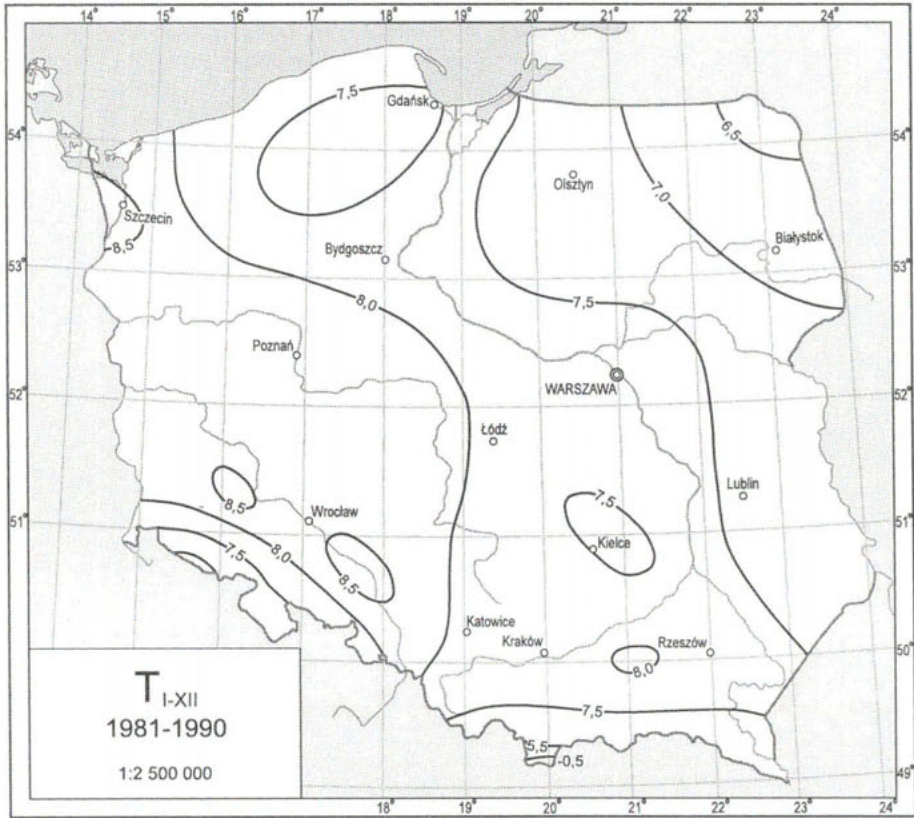 14° 15° 16° 17° 18° 19° 20° 21° 22° 23° 24°
7,5
Gdańsk
54° 54°
6,5
Olsztyn
7,0
Szczecin
8,5
Białystok
Bydgoszcz
53° 53°
8,0
7,5
Poznań
WARSZAWA
52° 52°
Łódź
8,5
7,5
Lublin
51° 51°
Wrocław
8,0
7,5
Kielce
8,5
Katowice
Kraków
Rzeszów
50° 50°
8,0
T I-XII
7,5
1981-1990
5,5
-0,5
1:2 500 000
49°
18° 19° 20° 21° 22° 23° 24°